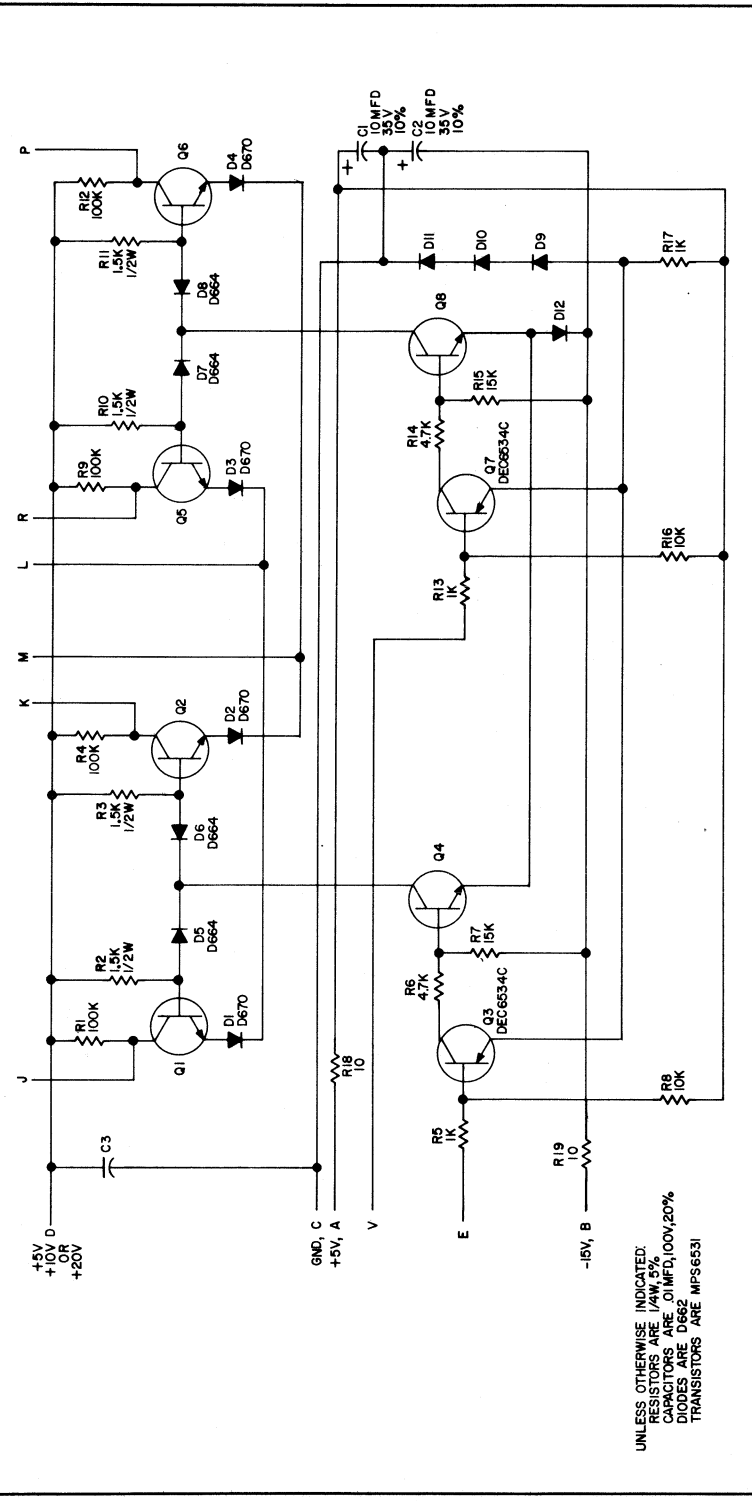 +5V
+10V D
OR
+20V
J
K
M
L
R
P
C3
R1
100K
R2
1.5K
1/2W
R3
1.5K
1/2W
R4
100K
R9
100K
R10
1.5K
1/2W
R11
1.5K
1/2W
R12
100K
Q1
D5
D664
D6
D664
Q2
Q5
D7
D664
D8
D664
Q6
D1
D670
D2
D670
D3
D670
D4
D670
GND, C
+5V, A
R18
10
+
C1
10 MFD
35V
10%
+
C2
10 MFD
35V
10%
V
E
R5
1K
Q3
DEC6534C
R6
4.7K
R7
15K
Q4
R13
1K
Q7
DEC6534C
R14
4.7K
R15
15K
Q8
D11
D10
D9
D12
-15V, B
R19
10
R8
10K
R16
10K
R17
1K
UNLESS OTHERWISE INDICATED:
RESISTORS ARE 1/4W, 5%
CAPACITORS ARE .01MFD,100V,20%
DIODES ARE D662
TRANSISTORS ARE MPS6531